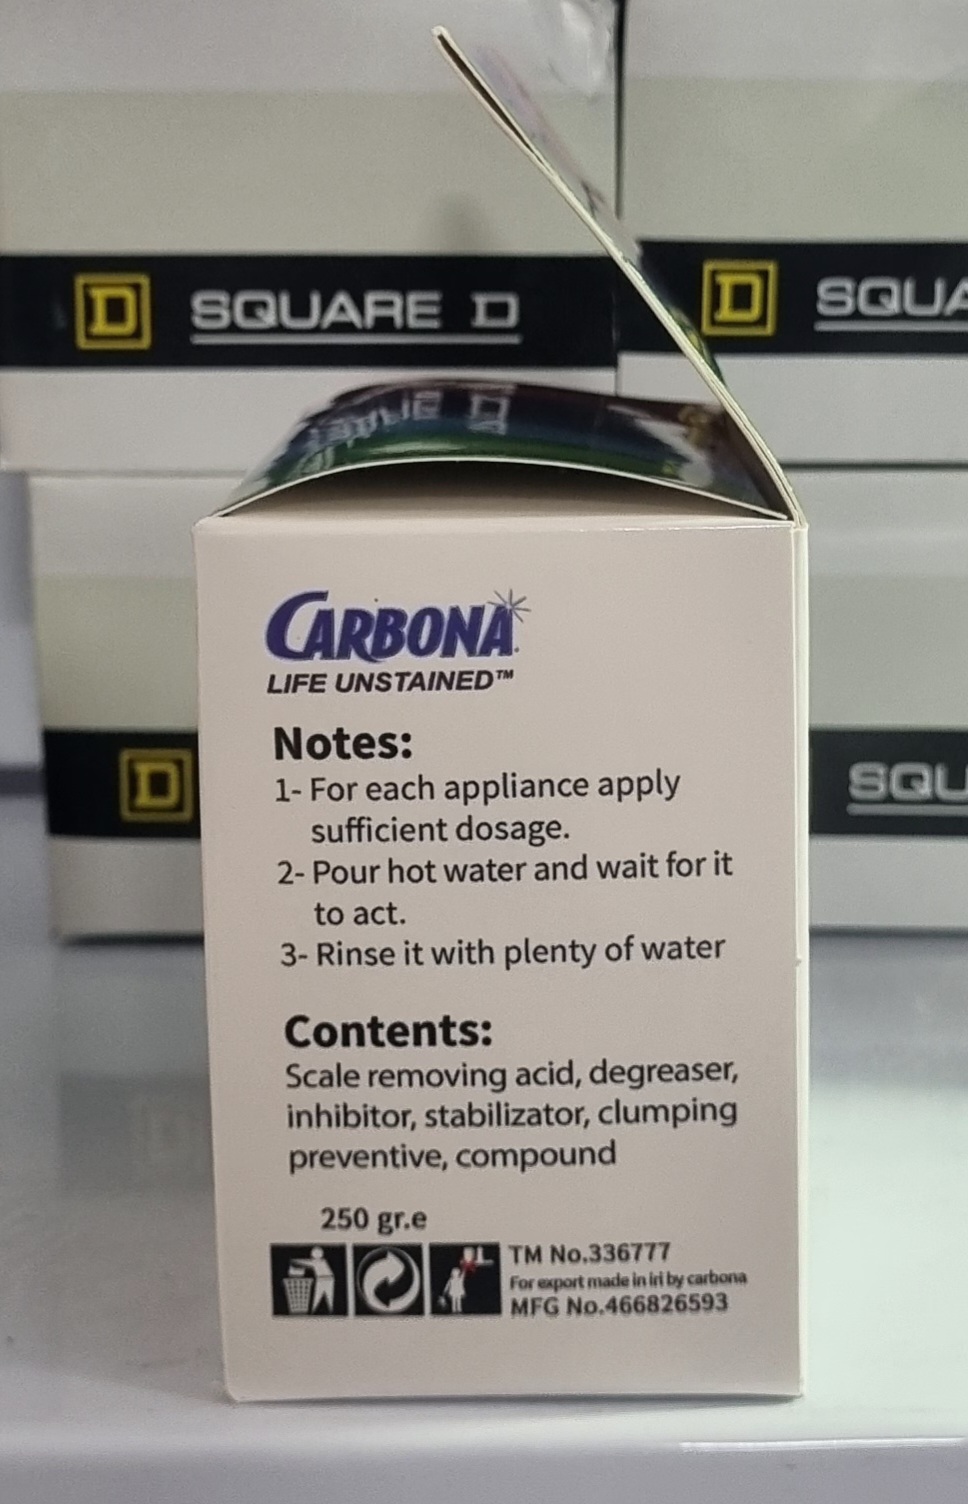 SQUARE D
SQUA
CARBONA
LIFE UNSTAINED™
Notes:
1- For each appliance apply
sufficient dosage.
2- Pour hot water and wait for it
to act.
3- Rinse it with plenty of water
Contents:
Scale removing acid, degreaser,
inhibitor, stabilizator, clumping
preventive, compound
250 gr.e
TM No.336777
For export made in iri by carbona
MFG No.466826593
D
SQU